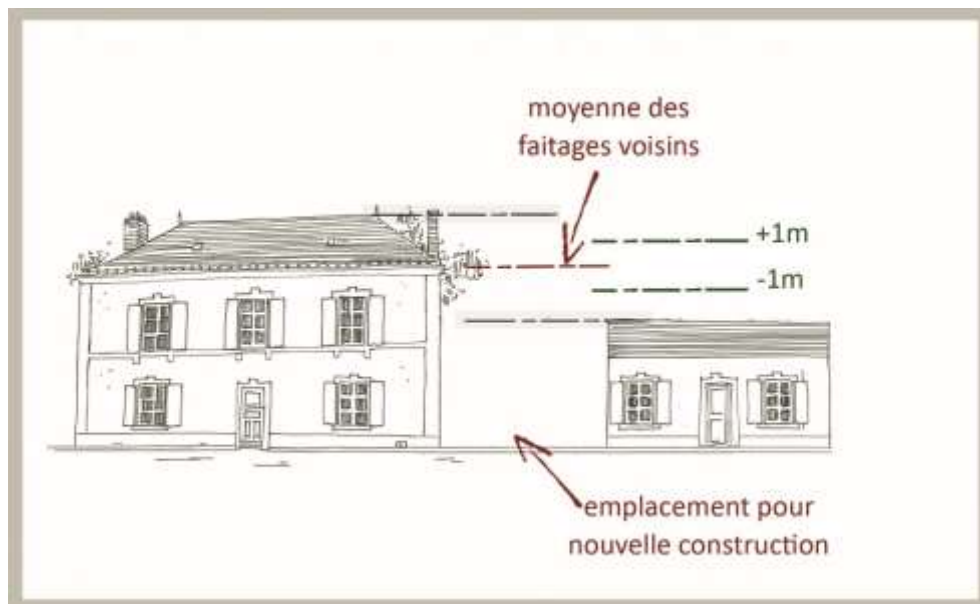 moyenne des
faitages voisins
+1m
-1m
emplacement pour
nouvelle construction